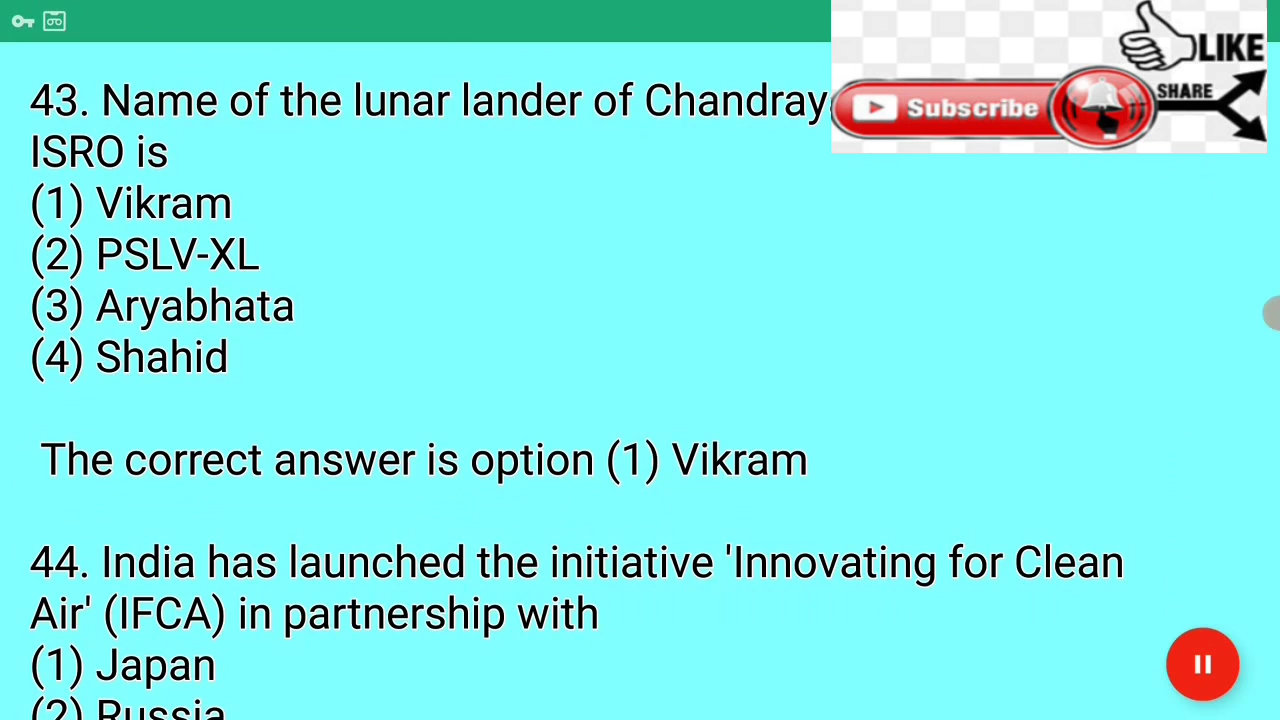 43. Name of the lunar lander of
ISRO is
(1) Vikram
(2) PSLV-XL
(3) Aryabhata
(4) Shahid
The correct answer is option (1) Vikram
44. India has launched the initiative 'Innovating for Clean
Air' (IFCA) in partnership with
(1) Japan
(2) Russia
LIKE
Subscribe
SHARE